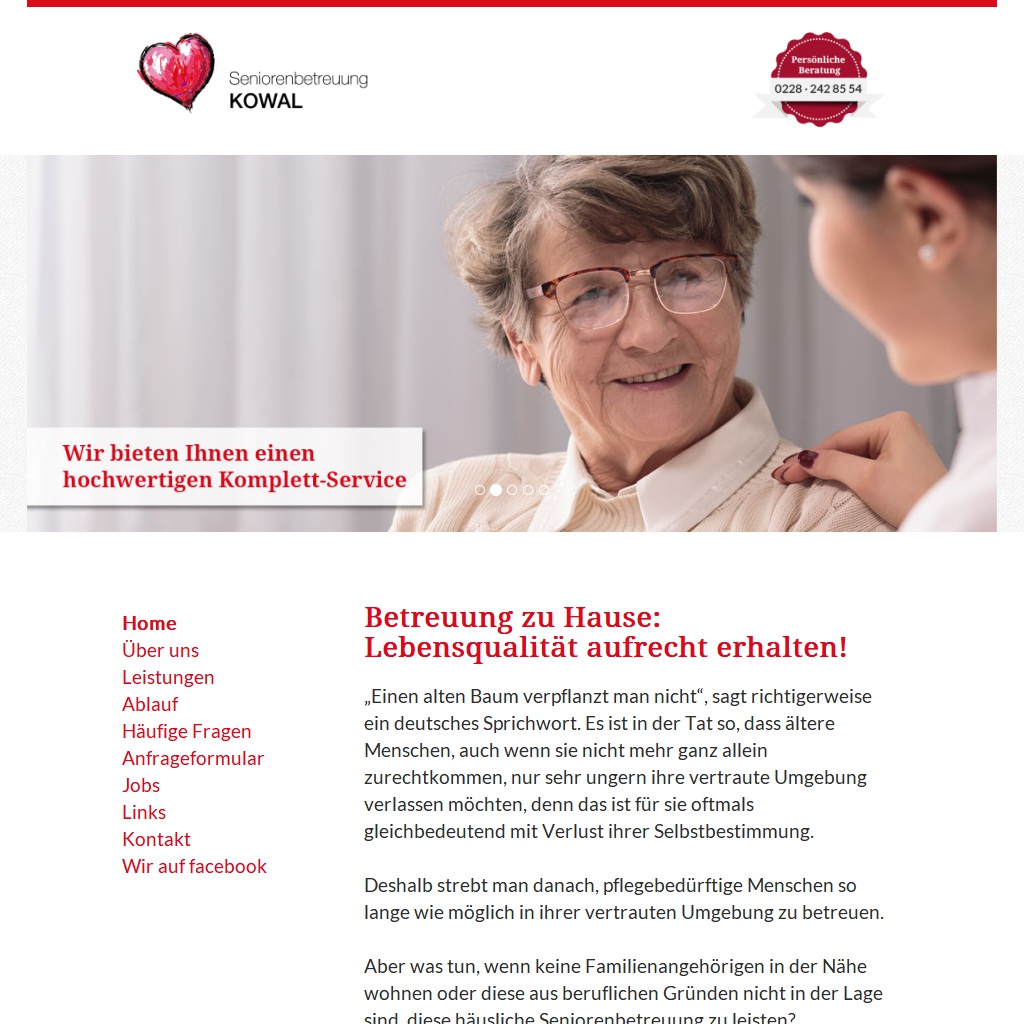 Seniorenbetreuung
KOWAL
Persönliche
Beratung
0228 · 242 85 54
Wir bieten Ihnen einen
hochwertigen Komplett-Service
Home
Über uns
Leistungen
Ablauf
Häufige Fragen
Anfrageformular
Jobs
Links
Kontakt
Wir auf facebook
Betreuung zu Hause:
Lebensqualität aufrecht erhalten!
„Einen alten Baum verpflanzt man nicht“, sagt richtigerweise
ein deutsches Sprichwort. Es ist in der Tat so, dass ältere
Menschen, auch wenn sie nicht mehr ganz allein
zurechtkommen, nur sehr ungern ihre vertraute Umgebung
verlassen möchten, denn das ist für sie oftmals
gleichbedeutend mit Verlust ihrer Selbstbestimmung.
Deshalb strebt man danach, pflegebedürftige Menschen so
lange wie möglich in ihrer vertrauten Umgebung zu betreuen.
Aber was tun, wenn keine Familienangehörigen in der Nähe
wohnen oder diese aus beruflichen Gründen nicht in der Lage
sind, diese häusliche Seniorenbetreuung zu leisten?